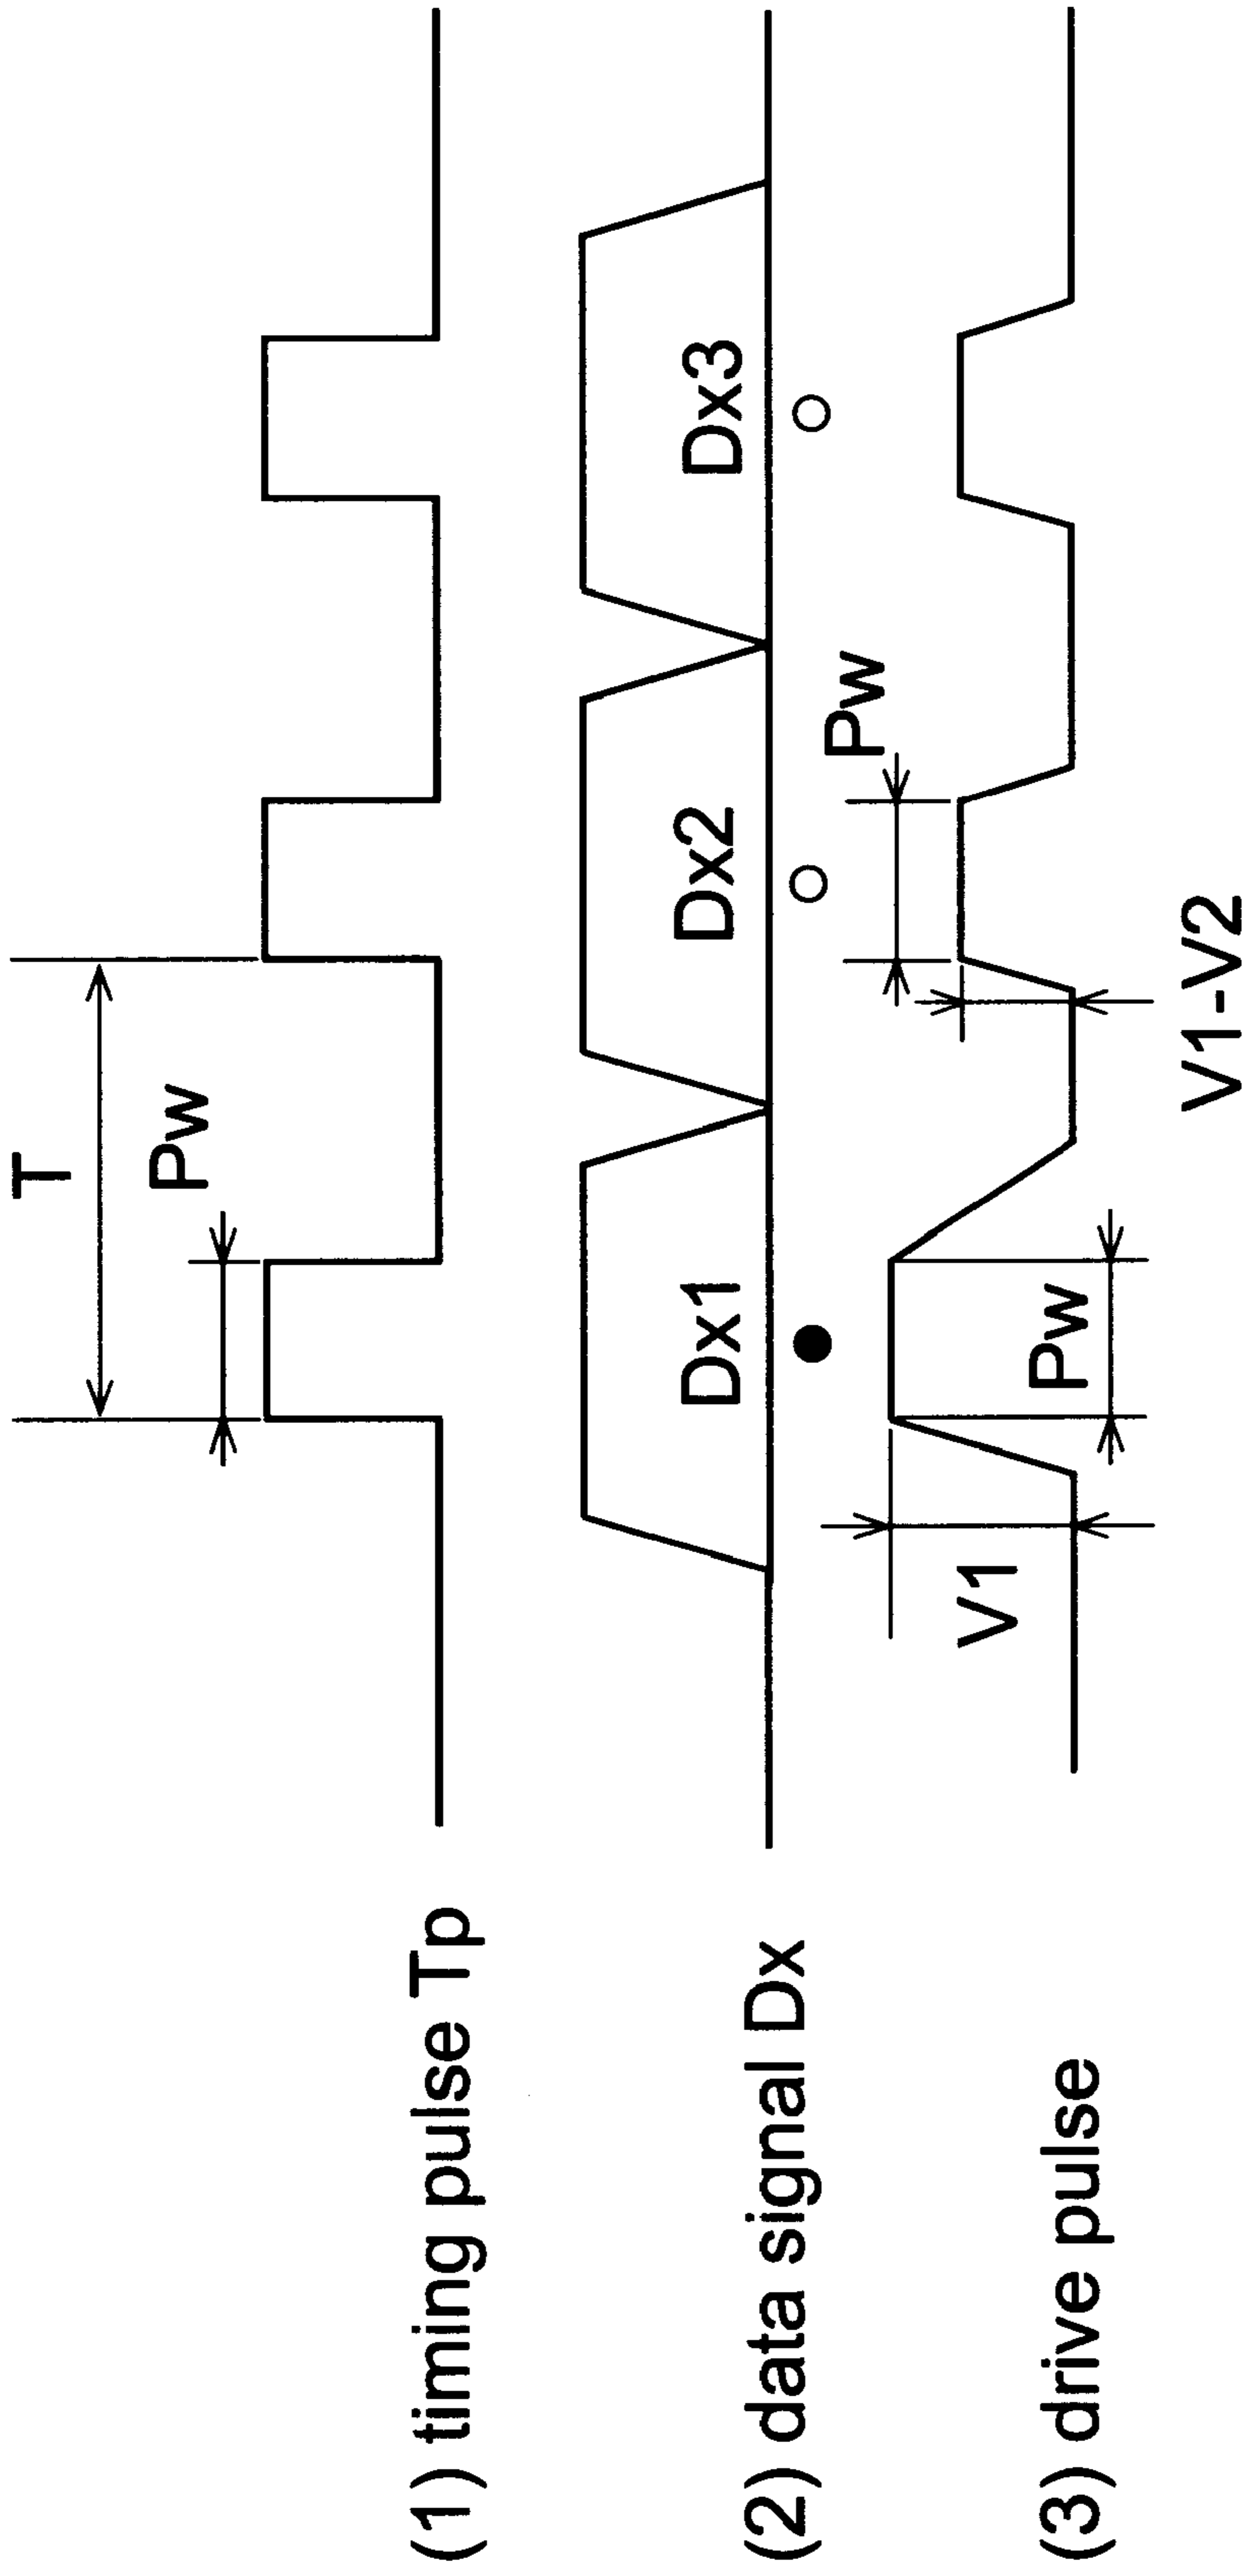 T
Pw
(1) timing pulse Tp
Dx1
Dx2
Dx3
(2) data signal Dx
Pw
V1
Pw
V1-V2
(3) drive pulse